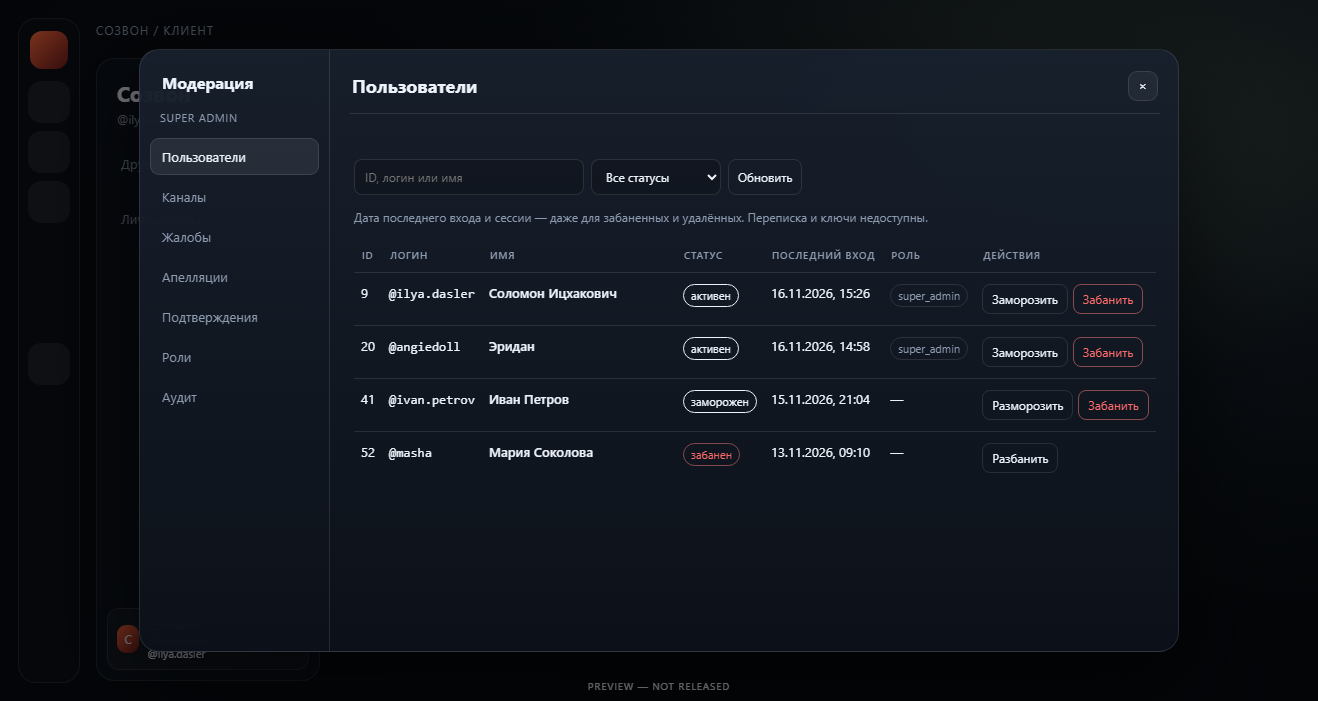 СОЗВОН / КЛИЕНТ
Модерация
SUPER ADMIN
Пользователи
Каналы
Жалобы
Апелляции
Подтверждения
Роли
Аудит
Пользователи
×
ID, логин или имя
Все статусы
Обновить
Дата последнего входа и сессии — даже для забаненных и удалённых. Переписка и ключи недоступны.
ID ЛОГИН ИМЯ СТАТУС ПОСЛЕДНИЙ ВХОД РОЛЬ ДЕЙСТВИЯ
9 @ilya.dasler Соломон Ицхакович активен 16.11.2026, 15:26 super_admin Заморозить Забанить
20 @angiedoll Эридан активен 16.11.2026, 14:58 super_admin Заморозить Забанить
41 @ivan.petrov Иван Петров заморожен 15.11.2026, 21:04 — Разморозить Забанить
52 @masha Мария Соколова забанен 13.11.2026, 09:10 — Разбанить
С
@ilya.dasler
PREVIEW — NOT RELEASED